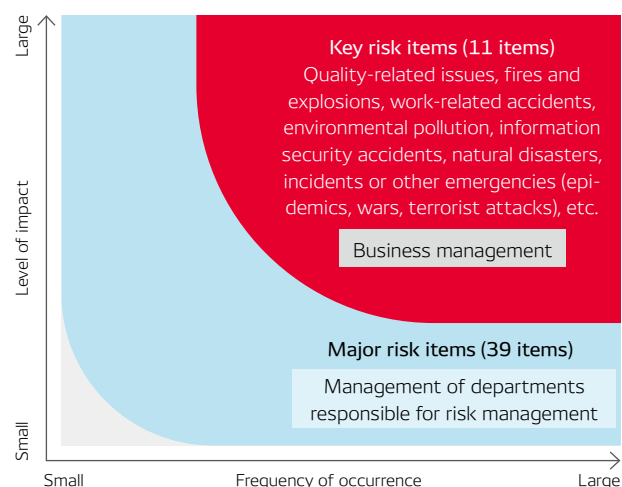 Large
Key risk items (11 items)
Quality-related issues, fires and
explosions, work-related accidents,
environmental pollution, information
security accidents, natural disasters,
incidents or other emergencies (epi-
demics, wars, terrorist attacks), etc.
Business management
Level of impact
Major risk items (39 items)
Management of departments
responsible for risk management
Small
Small
Frequency of occurrence
Large